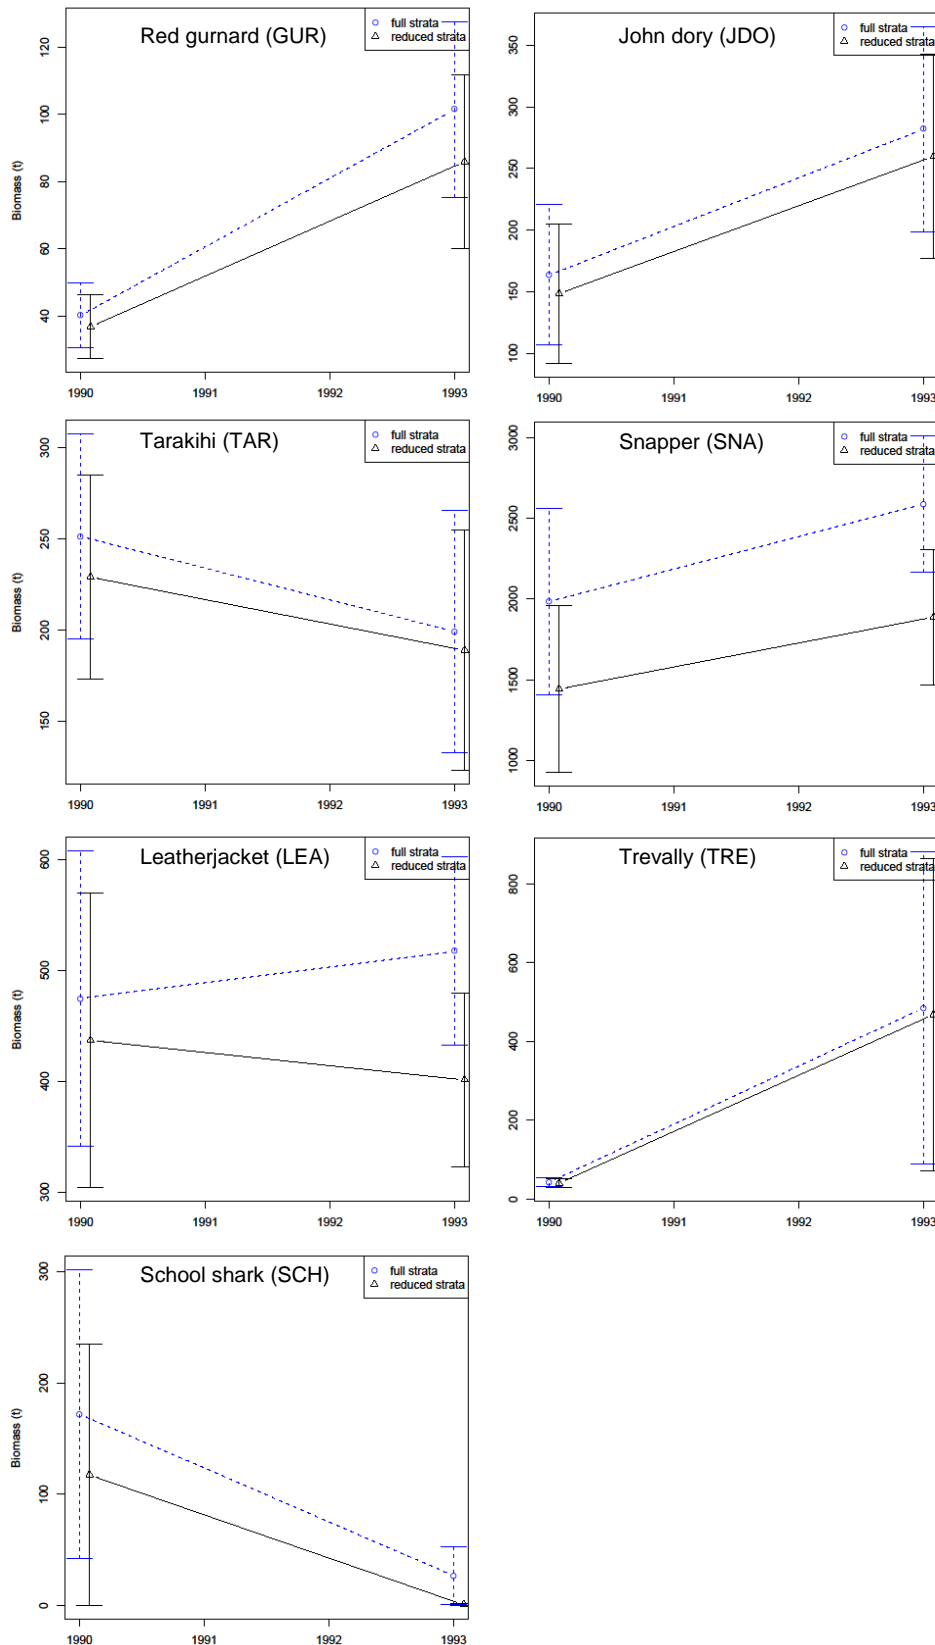 Red gurnard (GUR)
full strata
reduced strata
Biomass (t)
120
100
80
60
40
1990 1991 1992 1993
John dory (JDO)
full strata
reduced strata
350
300
250
200
150
100
1990 1991 1992 1993
Tarakihi (TAR)
full strata
reduced strata
Biomass (t)
300
250
200
150
1990 1991 1992 1993
Snapper (SNA)
full strata
reduced strata
3000
2500
2000
1500
1000
1990 1991 1992 1993
Leatherjacket (LEA)
full strata
reduced strata
Biomass (t)
600
500
400
300
1990 1991 1992 1993
Trevally (TRE)
full strata
reduced strata
800
600
400
200
0
1990 1991 1992 1993
School shark (SCH)
full strata
reduced strata
Biomass (t)
300
200
100
0
1990 1991 1992 1993